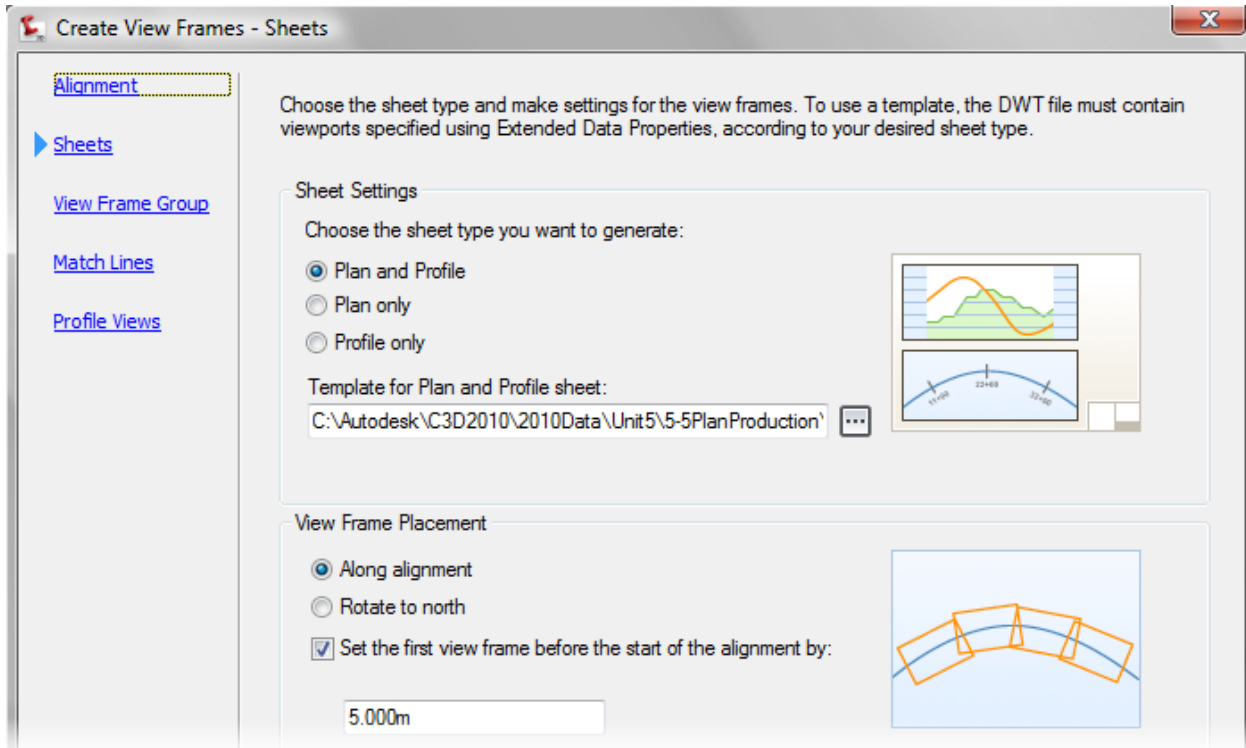 Create View Frames - Sheets
Alignment
Sheets
View Frame Group
Match Lines
Profile Views
Choose the sheet type and make settings for the view frames. To use a template, the DWT file must contain
viewports specified using Extended Data Properties, according to your desired sheet type.
Sheet Settings
Choose the sheet type you want to generate:
Plan and Profile
Plan only
Profile only
Template for Plan and Profile sheet:
C:\Autodesk\C3D2010\2010Data\Unit5\5-5PlanProduction\
...
View Frame Placement
Along alignment
Rotate to north
Set the first view frame before the start of the alignment by:
5.000m